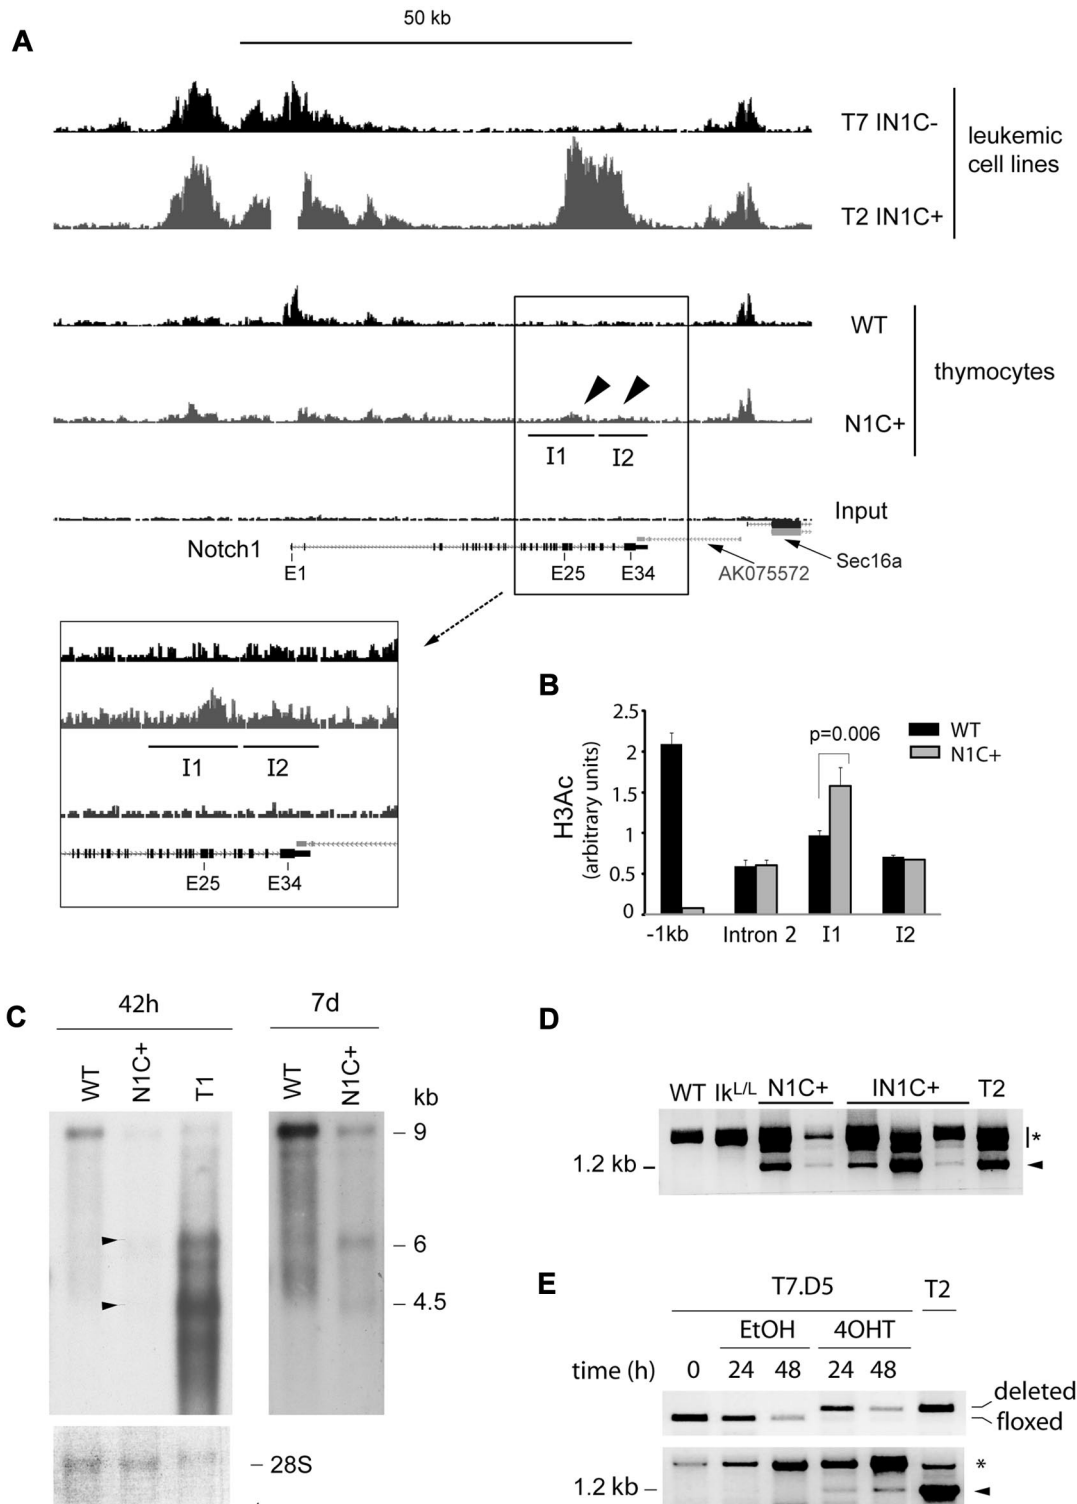 A
50 kb
T7 IN1C-
T2 IN1C+
leukemic
cell lines
WT
N1C+
thymocytes
I1
I2
Input
Notch1
E1
E25
E34
AK075572
Sec16a
I1
I2
E25
E34
B
H3Ac
(arbitrary units)
2.5
2
1.5
1
0.5
0
p=0.006
WT
N1C+
-1kb
Intron 2
I1
I2
C
42h
7d
WT
N1C+
T1
WT
N1C+
kb
– 9
– 6
– 4.5
– 28S
D
WT
Ik L/L
N1C+
IN1C+
T2
*
1.2 kb –
E
T7.D5
T2
EtOH
4OHT
time (h)
0
24
48
24
48
deleted
floxed
*
1.2 kb –